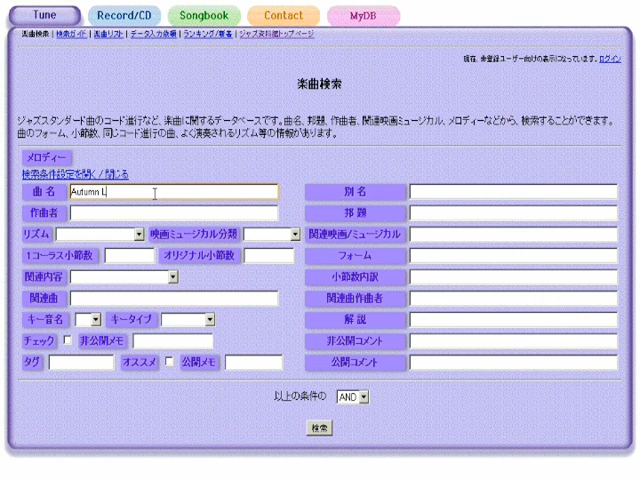 Tune Record/CD Songbook Contact MyDB
楽曲検索 | 検索ガイド | 楽曲リスト | データ入力依頼 | ランキング/新着 | ジャズ資料館トップページ
現在、未登録ユーザー向けの表示になっています。ログイン
楽曲検索
ジャズスタンダード曲のコード進行など、楽曲に関するデータベースです。曲名、邦題、作曲者、関連映画ミュージカル、メロディーなどから、検索することができます。
曲のフォーム、小節数、同じコード進行の曲、よく演奏されるリズム等の情報があります。
メロディー
検索条件設定を開く/閉じる
曲名 Autumn L 別名
作曲者 邦題
リズム 映画ミュージカル分類 関連映画/ミュージカル
1コーラス小節数 オリジナル小節数 フォーム
関連内容 小節数内訳
関連曲 関連曲作曲者
キー音名 キータイプ 解説
チェック 非公開メモ 非公開コメント
タグ オススメ 公開メモ 公開コメント
以上の条件の AND
検索